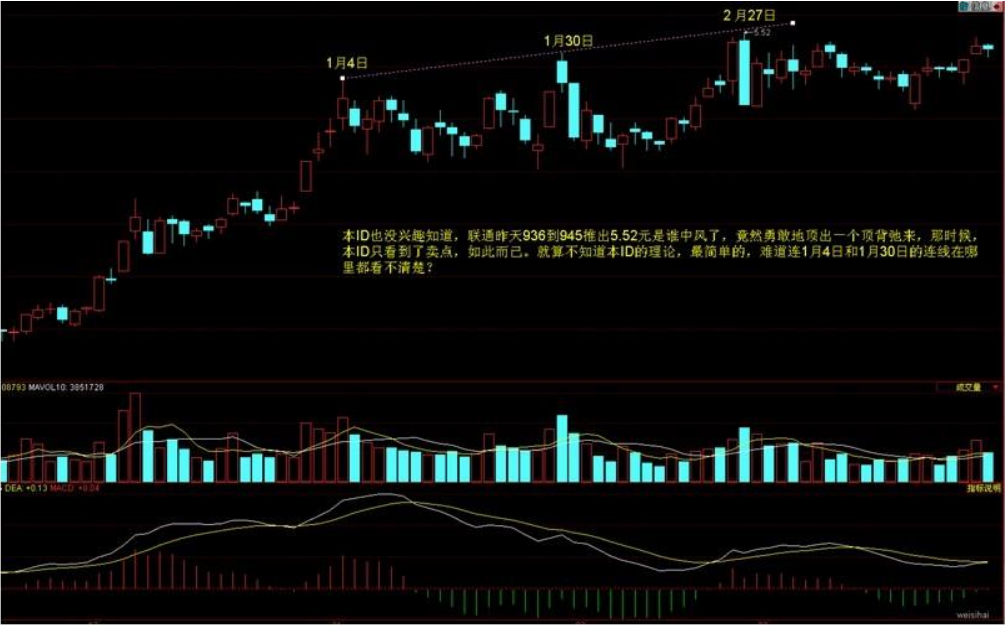 2月27日
5.52
1月30日
1月4日
本ID也没兴趣知道，联通昨天936到945推出5.52元是谁中风了，竟然勇敢地顶出一个顶背弛来，那时候，
本ID只看到了卖点，如此而已。就算不知道本ID的理论，最简单的，难道连1月4日和1月30日的连线在哪
里都看不清楚？
08793 MAVOL10: 3851728
成交量
DEA: +0.13 MACD: +0.04
指标说明
weisihai